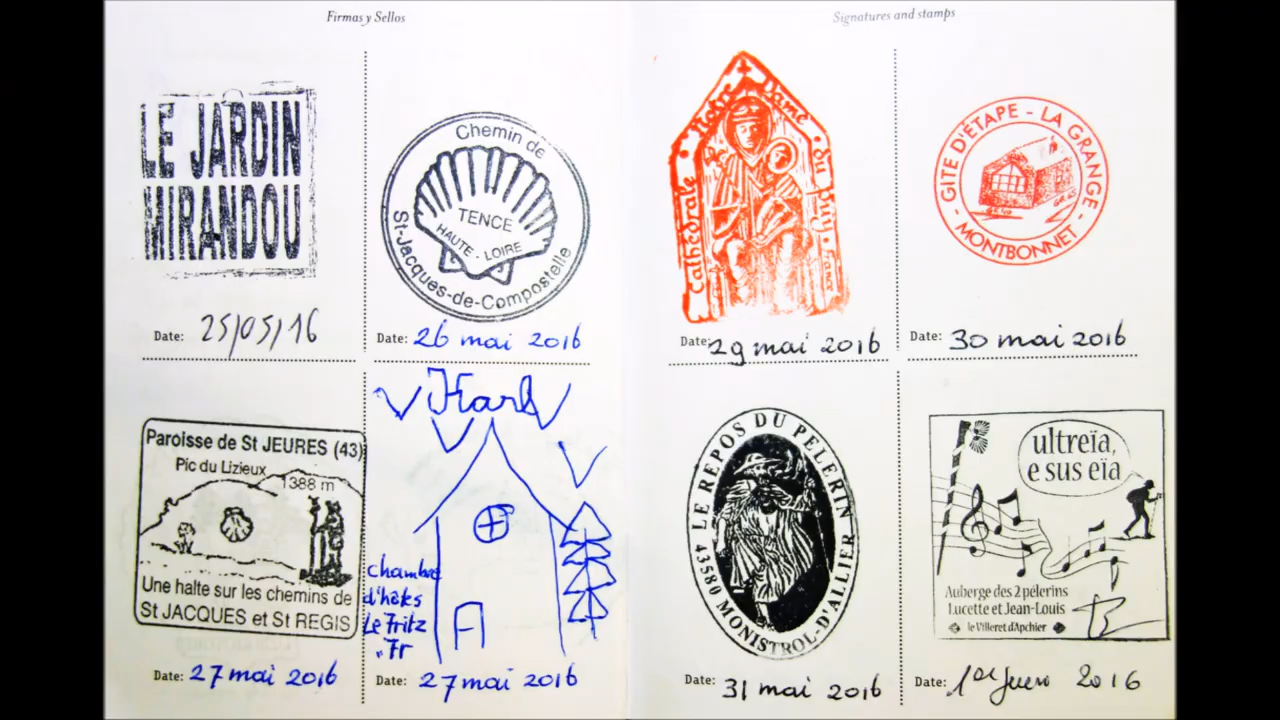 Firmas y Sellos
LE JARDIN
MIRANDOU
Date: 25/05/16
Chemin de
St-Jacques-de-Compostelle
TENCE
HAUTE - LOIRE
Date: 26 mai 2016
Paroisse de St JEURES (43)
Pic du Lizieux
1388 m
Une halte sur les chemins de
St JACQUES et St REGIS
Date: 27 mai 2016
Karl
chambre
d'hôtes
Le Fritz
"Fr
Date: 27 mai 2016
Signatures and stamps
Cathédrale Notre Dame du Puy France
Date: 29 mai 2016
GITE D'ÉTAPE - LA GRANGE -
MONTBONNET -
Date: 30 mai 2016
LE REPOS DU PELERIN
43580 MONISTROL-D'ALLIER
Date: 31 mai 2016
ultreïa,
e sus eïa
Auberge des 2 pélerins
Lucette et Jean-Louis
le Villeret d'Apchier
Date: 1er 2016